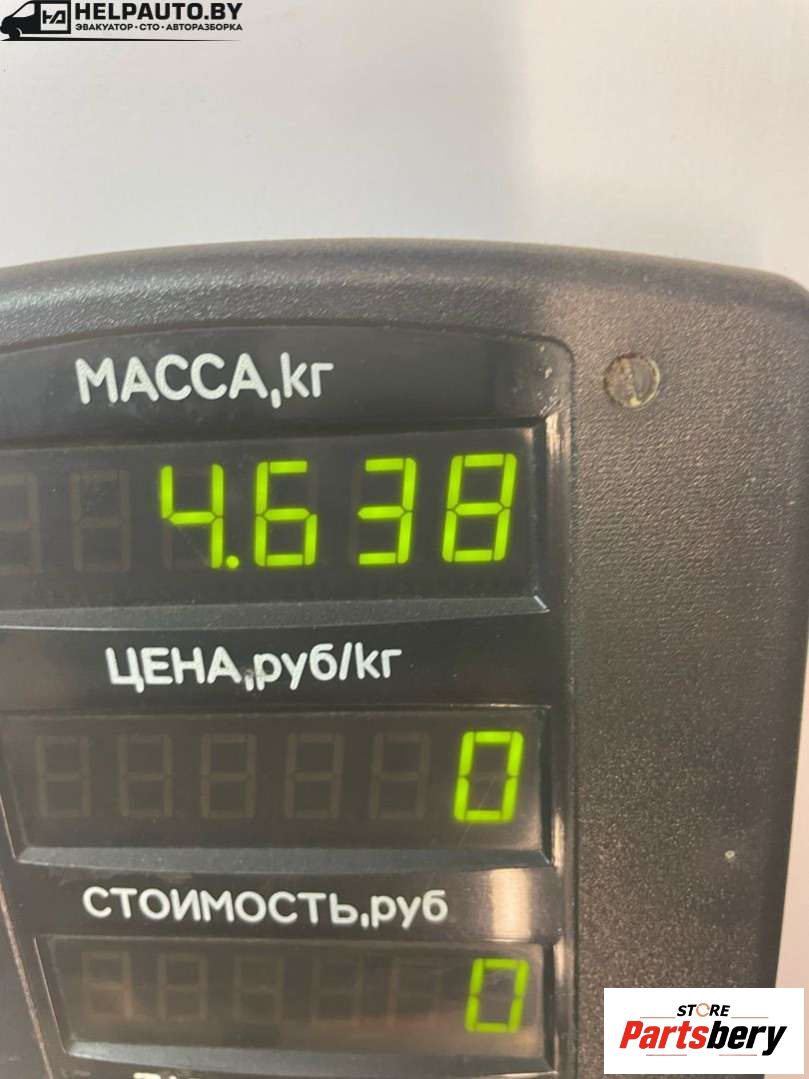 HELPAUTO.BY
ЭВАКУАТОР•СТО•АВТОРАЗБОРКА
МАССА,кг
4.638
ЦЕНА,руб/кг
0
СТОИМОСТЬ,руб
0
STORE
Partsbery